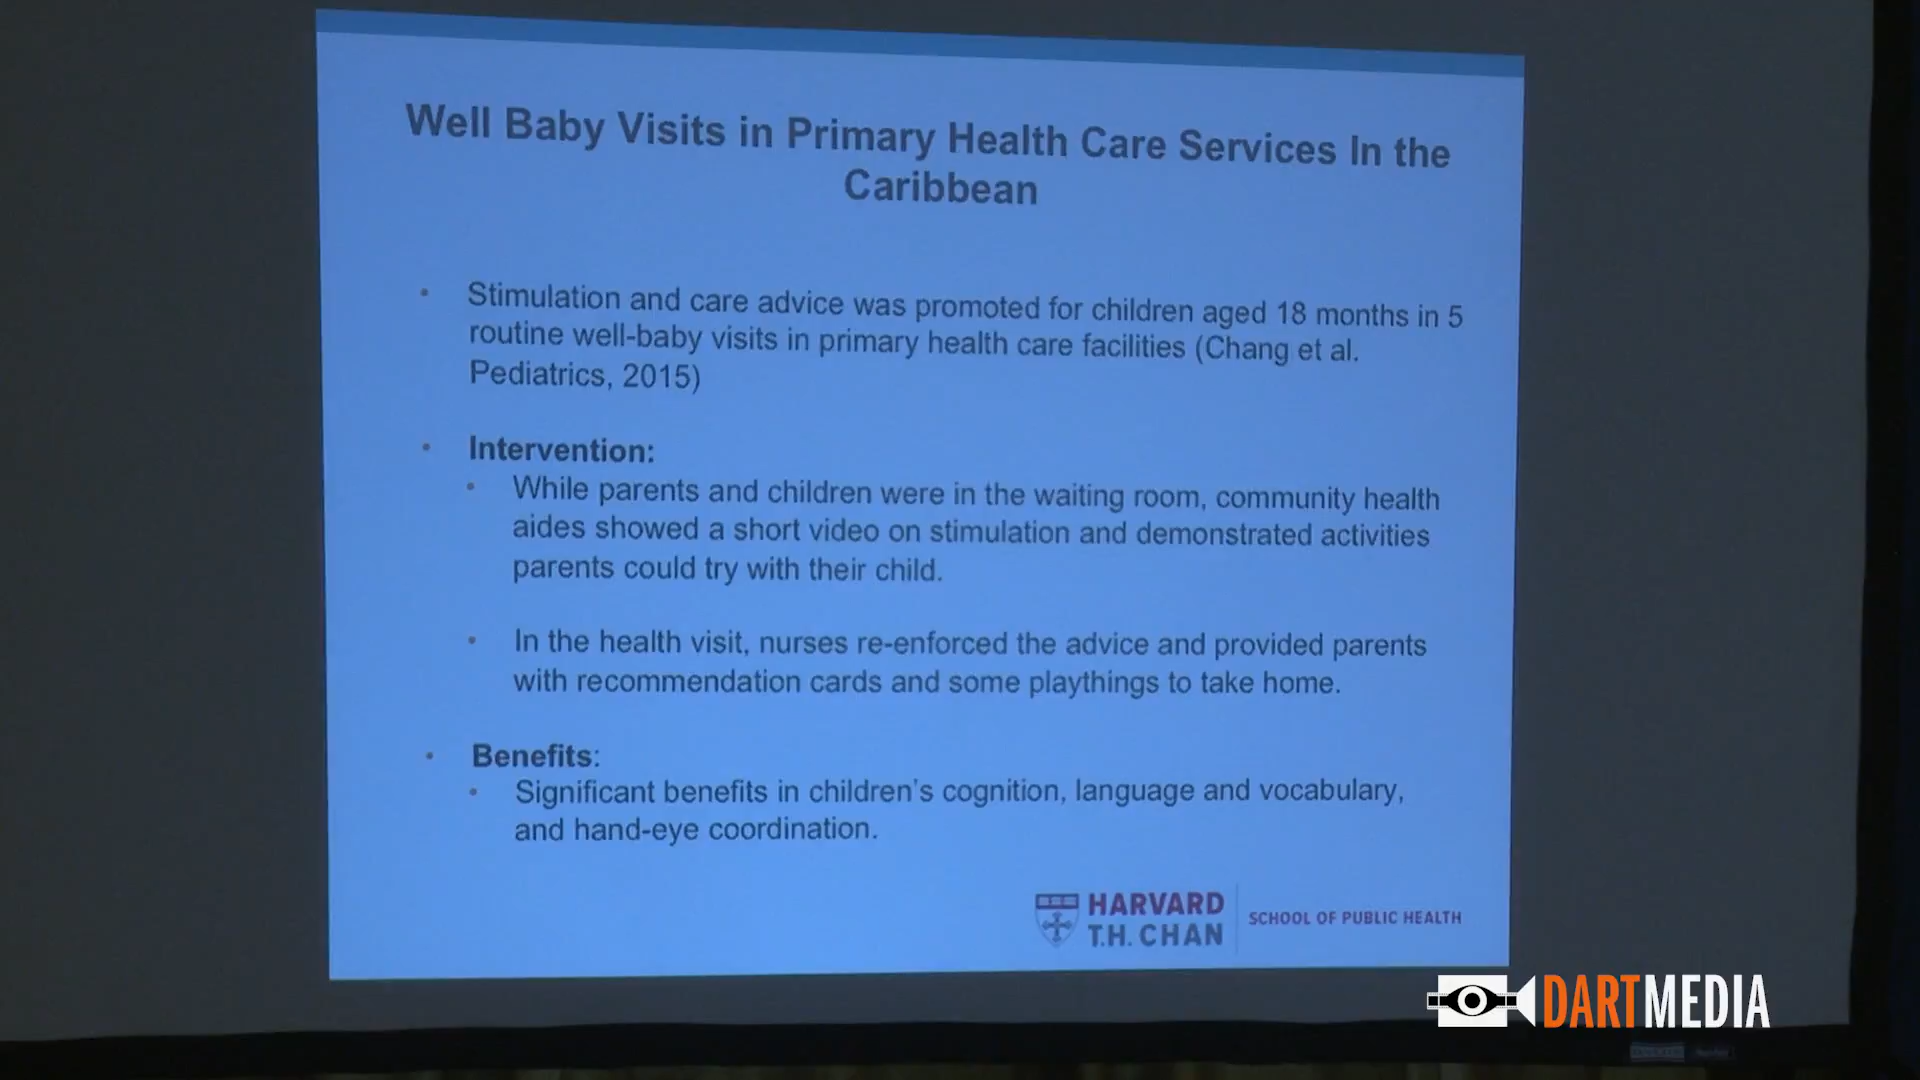 Well Baby Visits in Primary Health Care Services In the
Caribbean
• Stimulation and care advice was promoted for children aged 18 months in 5
routine well-baby visits in primary health care facilities (Chang et al.
Pediatrics, 2015)
• Intervention:
• While parents and children were in the waiting room, community health
aides showed a short video on stimulation and demonstrated activities
parents could try with their child.
• In the health visit, nurses re-enforced the advice and provided parents
with recommendation cards and some playthings to take home.
• Benefits:
• Significant benefits in children's cognition, language and vocabulary,
and hand-eye coordination.
HARVARD
T.H. CHAN
SCHOOL OF PUBLIC HEALTH
DARTMEDIA